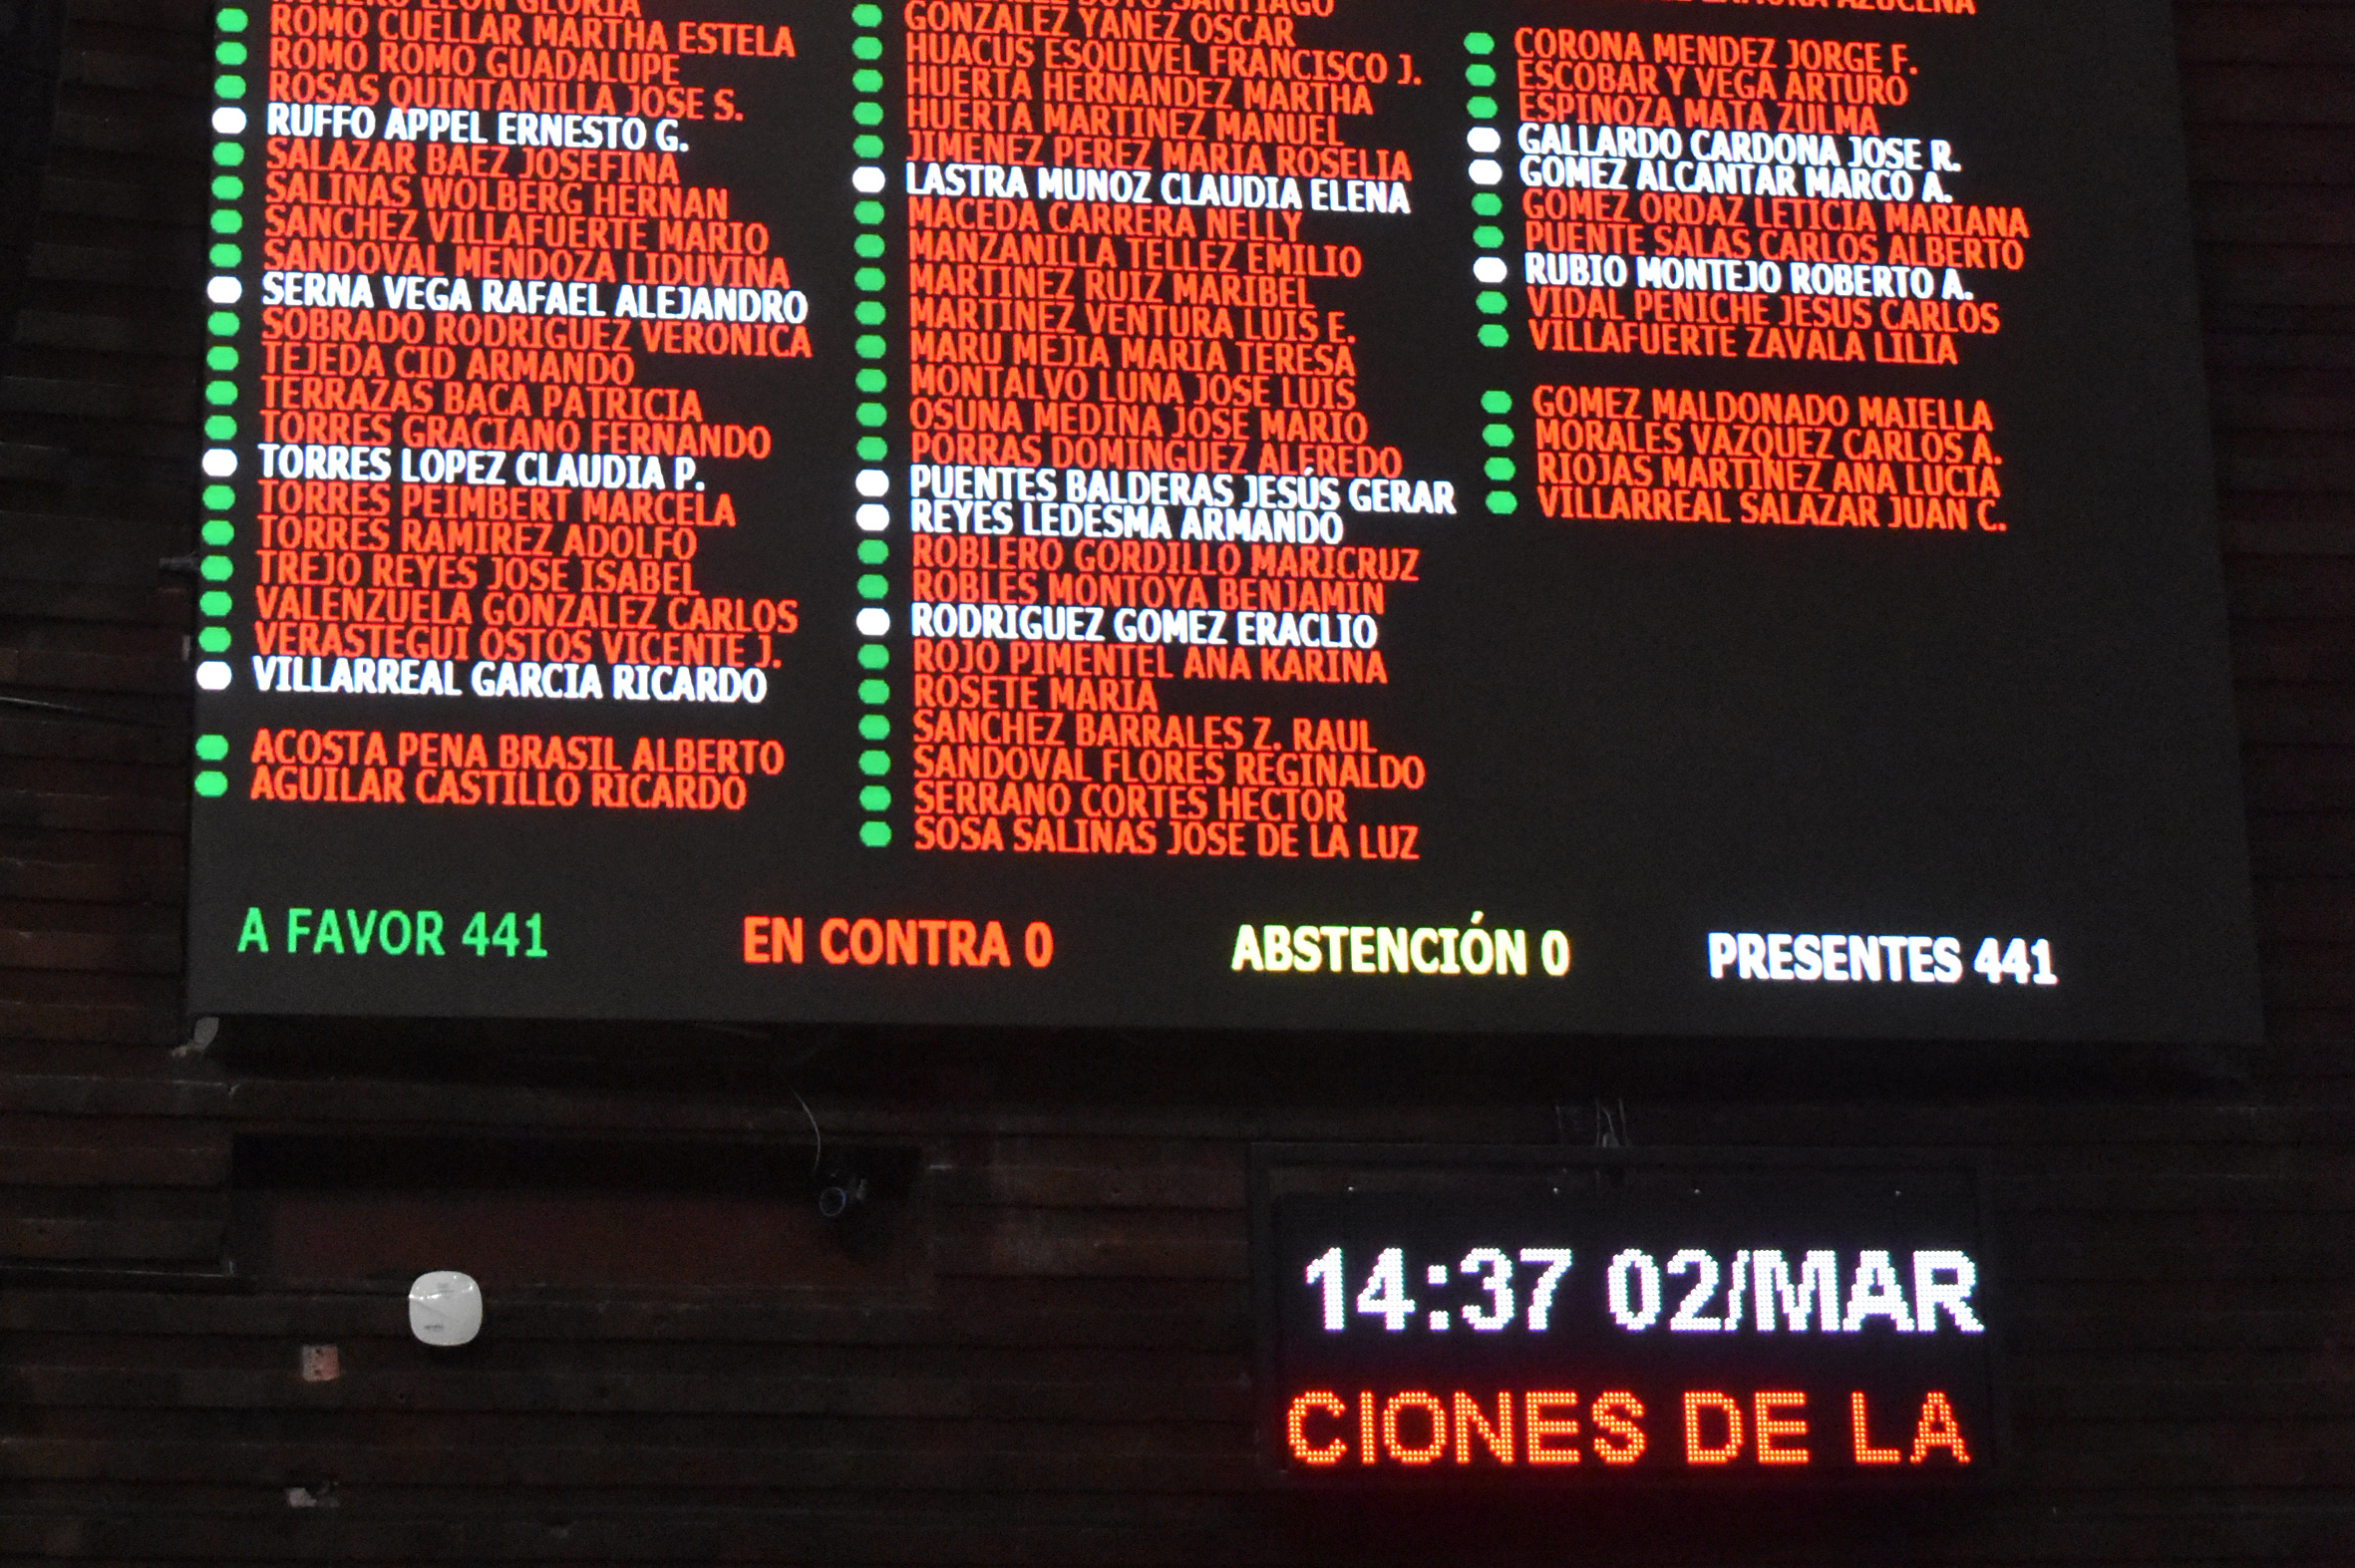 ROMERO LEON GLORIA
ROMO CUELLAR MARTHA ESTELA
ROMO ROMO GUADALUPE
ROSAS QUINTANILLA JOSE S.
RUFFO APPEL ERNESTO G.
SALAZAR BAEZ JOSEFINA
SALINAS WOLBERG HERNAN
SANCHEZ VILLAFUERTE MARIO
SANDOVAL MENDOZA LIDUVINA
SERNA VEGA RAFAEL ALEJANDRO
SOBRADO RODRIGUEZ VERONICA
TEJEDA CID ARMANDO
TERRAZAS BACA PATRICIA
TORRES GRACIANO FERNANDO
TORRES LOPEZ CLAUDIA P.
TORRES PEIMBERT MARCELA
TORRES RAMIREZ ADOLFO
TREJO REYES JOSE ISABEL
VALENZUELA GONZALEZ CARLOS
VERASTEGUI OSTOS VICENTE J.
VILLARREAL GARCIA RICARDO
ACOSTA PENA BRASIL ALBERTO
AGUILAR CASTILLO RICARDO
SOTO SANTIAGO
GONZALEZ YANEZ OSCAR
HUACUS ESQUIVEL FRANCISCO J.
HUERTA HERNANDEZ MARTHA
HUERTA MARTINEZ MANUEL
JIMENEZ PEREZ MARIA ROSELIA
LASTRA MUNOZ CLAUDIA ELENA
MACEDA CARRERA NELLY
MANZANILLA TELLEZ EMILIO
MARTINEZ RUIZ MARIBEL
MARTINEZ VENTURA LUIS E.
MARU MEJIA MARIA TERESA
MONTALVO LUNA JOSE LUIS
OSUNA MEDINA JOSE MARIO
PORRAS DOMINGUEZ ALFREDO
PUENTES BALDERAS JESÚS GERAR
REYES LEDESMA ARMANDO
ROBLERO GORDILLO MARICRUZ
ROBLES MONTOYA BENJAMIN
RODRIGUEZ GOMEZ ERACLIO
ROJO PIMENTEL ANA KARINA
ROSETE MARIA
SANCHEZ BARRALES Z. RAUL
SANDOVAL FLORES REGINALDO
SERRANO CORTES HECTOR
SOSA SALINAS JOSE DE LA LUZ
ZAMORA AZUCENA
CORONA MENDEZ JORGE F.
ESCOBAR Y VEGA ARTURO
ESPINOZA MATA ZULMA
GALLARDO CARDONA JOSE R.
GOMEZ ALCANTAR MARCO A.
GOMEZ ORDAZ LETICIA MARIANA
PUENTE SALAS CARLOS ALBERTO
RUBIO MONTEJO ROBERTO A.
VIDAL PENICHE JESUS CARLOS
VILLAFUERTE ZAVALA LILIA
GOMEZ MALDONADO MAIELLA
MORALES VAZQUEZ CARLOS A.
RIOJAS MARTINEZ ANA LUCIA
VILLARREAL SALAZAR JUAN C.
A FAVOR 441
EN CONTRA 0
ABSTENCIÓN 0
PRESENTES 441
14:37 02/MAR
CIONES DE LA